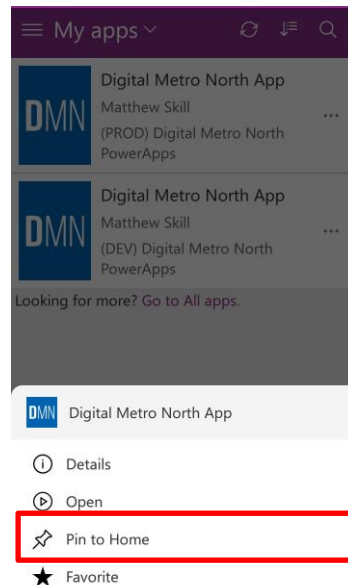 My apps
DMN
Digital Metro North App
Matthew Skill
(PROD) Digital Metro North
PowerApps
DMN
Digital Metro North App
Matthew Skill
(DEV) Digital Metro North
PowerApps
Looking for more? Go to All apps.
DMN Digital Metro North App
Details
Open
Pin to Home
Favorite